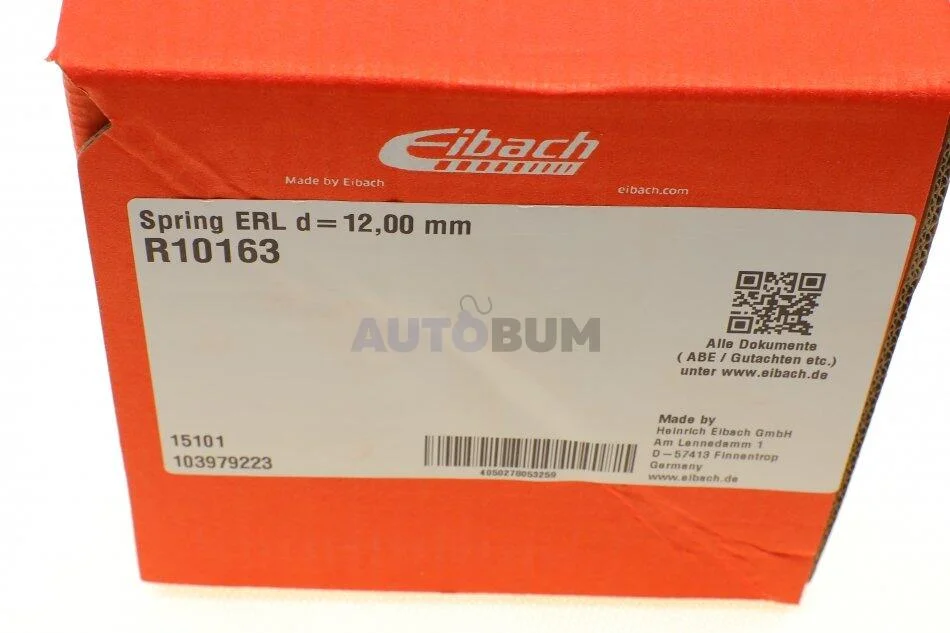 Eibach
Made by Eibach
eibach.com
Spring ERL d=12,00 mm
R10163
AUTOBUM
Alle Dokumente
( ABE / Gutachten etc.)
unter www.eibach.de
15101
103979223
4050278053259
Made by
Heinrich Eibach GmbH
Am Lennedamm 1
D-57413 Finnentrop
Germany
www.eibach.de